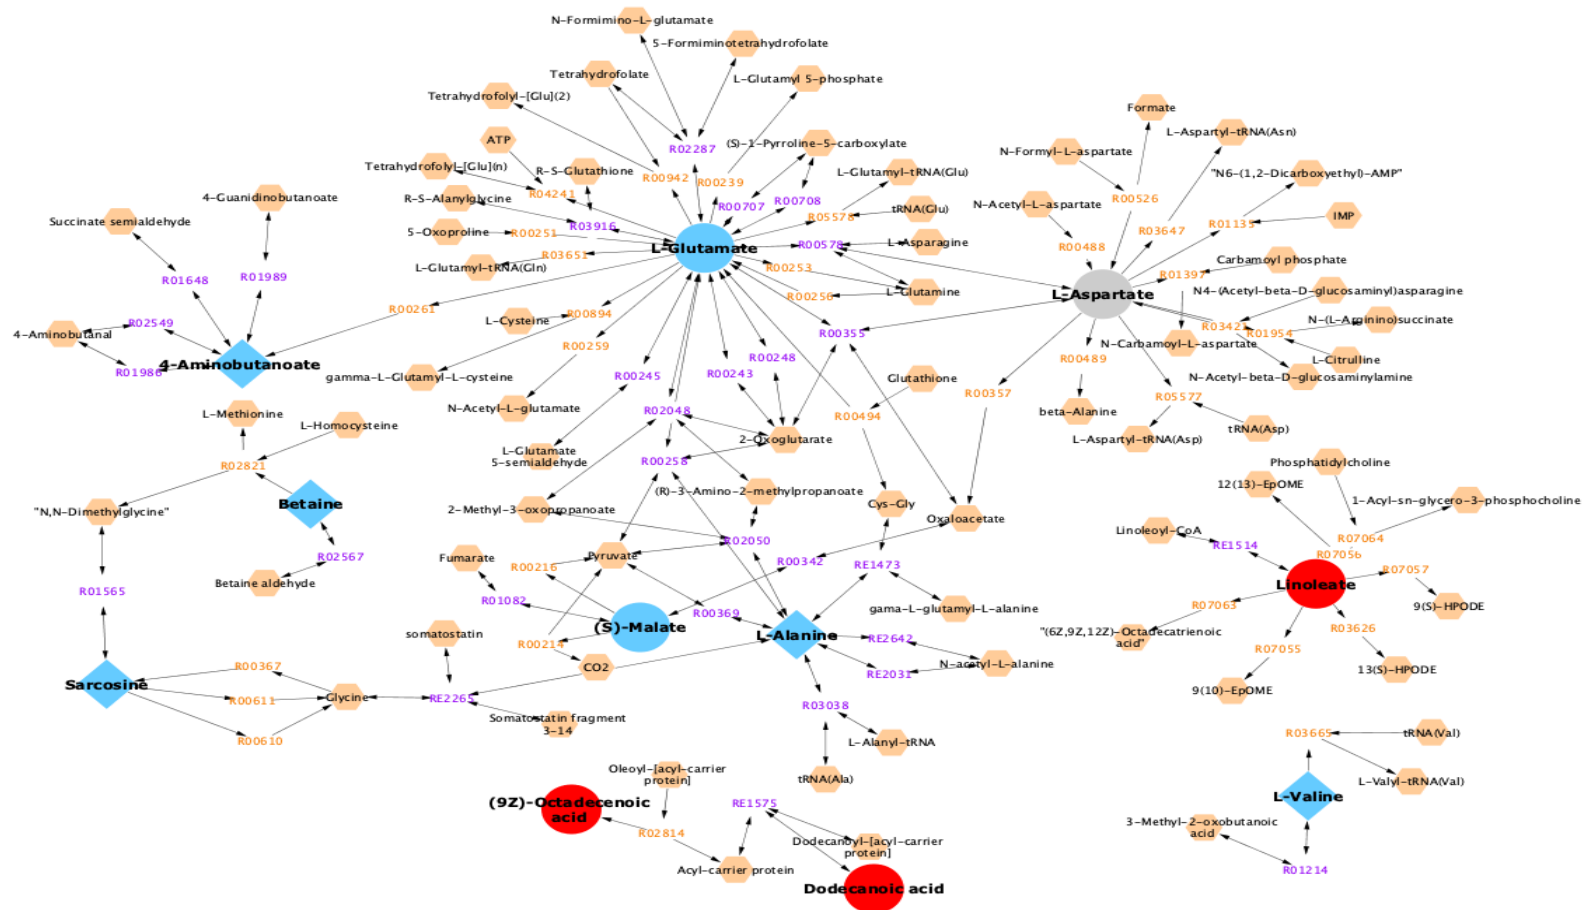 N-Formimino-L-glutamate
5-Formiminotetrahydrofolate
Tetrahydrofolate
L-Glutamyl 5-phosphate
Tetrahydrofolyl-[Glu](2)
Formate
ATP
R02287
(S)-1-Pyrroline-5-carboxylate
L-Aspartyl-tRNA(Asn)
N-Formyl-L-aspartate
Tetrahydrofolyl-[Glu](n)
R-S-Glutathione
R00942
R00239
L-Glutamyl-tRNA(Glu)
"N6-(1,2-Dicarboxyethyl)-AMP"
4-Guanidinobutanoate
R-S-Alanylglycine
R04241
R00707
R00708
R00526
N-Acetyl-L-aspartate
Succinate semialdehyde
R03916
R05578
tRNA(Glu)
R01135
IMP
5-Oxoproline
R00251
R03647
L-Glutamate
R00578
L-Asparagine
R00488
R03651
L-Glutamyl-tRNA(Gln)
R00253
R01397
Carbamoyl phosphate
R01648
R01989
R00256
L-Glutamine
L-Aspartate
N4-(Acetyl-beta-D-glucosaminyl)asparagine
R00261
L-Cysteine
R00894
N-(L-Arginino)succinate
R02549
4-Aminobutanal
R00355
R03421
R01954
R00259
N-Carbamoyl-L-aspartate
R00489
L-Citrulline
R00248
4-Aminobutanoate
R01986
R00245
R00243
gamma-L-Glutamyl-L-cysteine
Glutathione
N-Acetyl-beta-D-glucosaminylamine
R00357
R05577
N-Acetyl-L-glutamate
R02048
R00494
beta-Alanine
L-Methionine
L-Homocysteine
L-Aspartyl-tRNA(Asp)
tRNA(Asp)
2-Oxoglutarate
L-Glutamate
5-semialdehyde
R00258
R02821
Phosphatidylcholine
12(13)-EpOME
(R)-3-Amino-2-methylpropanoate
1-Acyl-sn-glycero-3-phosphocholine
Betaine
Cys-Gly
"N,N-Dimethylglycine"
2-Methyl-3-oxopropanoate
Oxaloacetate
Linoleoyl-CoA
R07064
R02050
RE1514
R07056
R02567
Fumarate
Pyruvate
R00216
R00342
RE1473
R07057
Betaine aldehyde
Linoleate
R01565
R01082
R00369
gama-L-glutamyl-L-alanine
R07063
9(S)-HPODE
(S)-Malate
L-Alanine
somatostatin
R03626
R00214
RE2642
"(6Z,9Z,12Z)-Octadecatrienoic
acid"
R07055
R00367
CO2
RE2031
N-acetyl-L-alanine
13(S)-HPODE
Sarcosine
R00611
Glycine
RE2265
9(10)-EpOME
R03038
Somatostatin fragment
3-14
R00610
L-Alanyl-tRNA
R03665
tRNA(Val)
Oleoyl-[acyl-carrier
protein]
tRNA(Ala)
L-Valyl-tRNA(Val)
(9Z)-Octadecenoic
acid
RE1575
L-Valine
3-Methyl-2-oxobutanoic
acid
R02814
Dodecanoyl-[acyl-carrier
protein]
Acyl-carrier protein
R01214
Dodecanoic acid